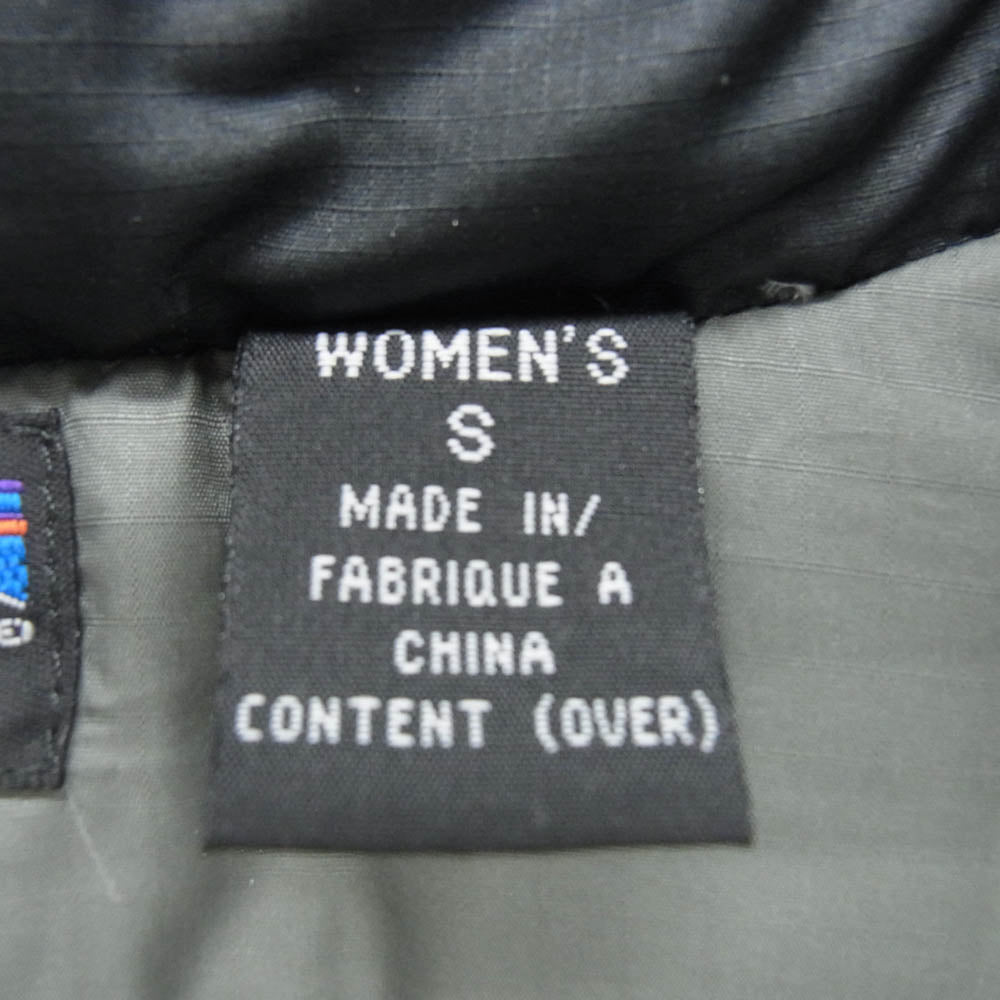 WOMEN'S
S
MADE IN/
FABRIQUE A
CHINA
CONTENT (OVER)